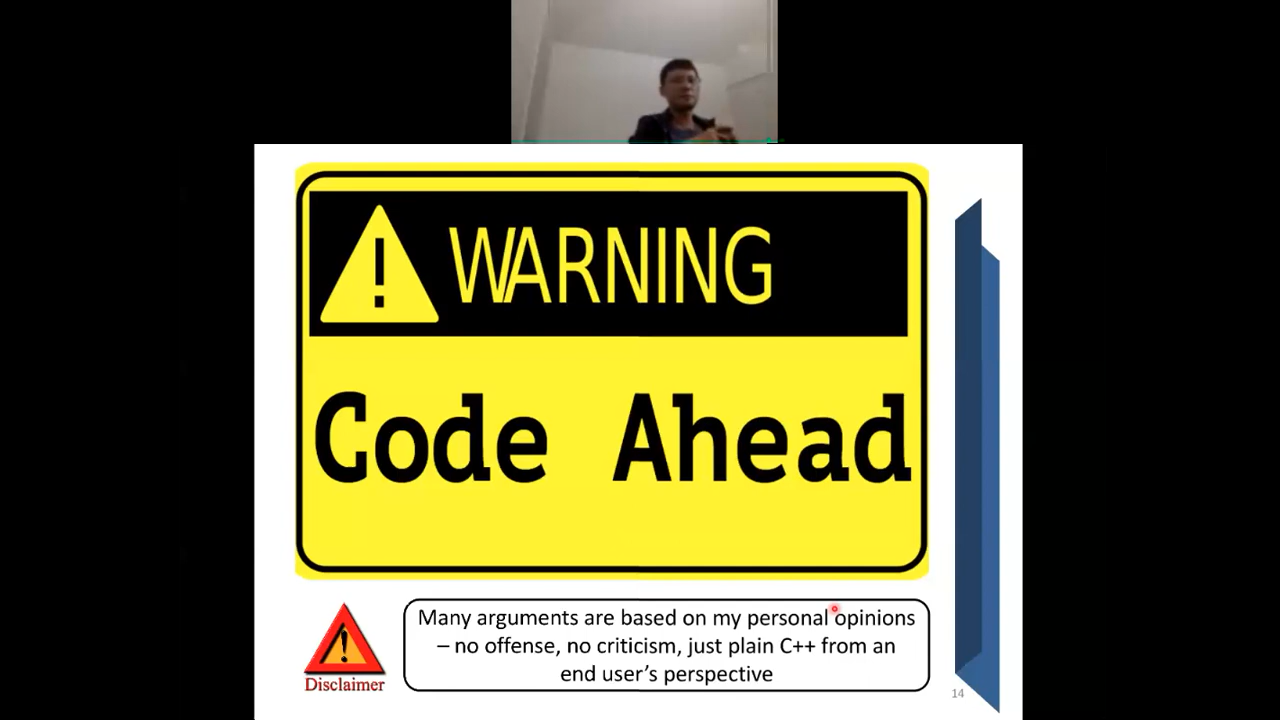 WARNING
Code Ahead
Many arguments are based on my personal opinions
– no offense, no criticism, just plain C++ from an
end user's perspective
Disclaimer
14